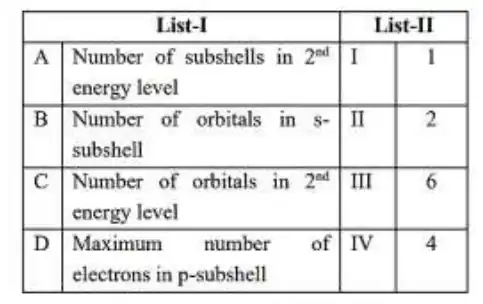 List-I List-II
A Number of subshells in 2nd I 1
energy level
B Number of orbitals in s- II 2
subshell
C Number of orbitals in 2nd III 6
energy level
D Maximum number of IV 4
electrons in p-subshell